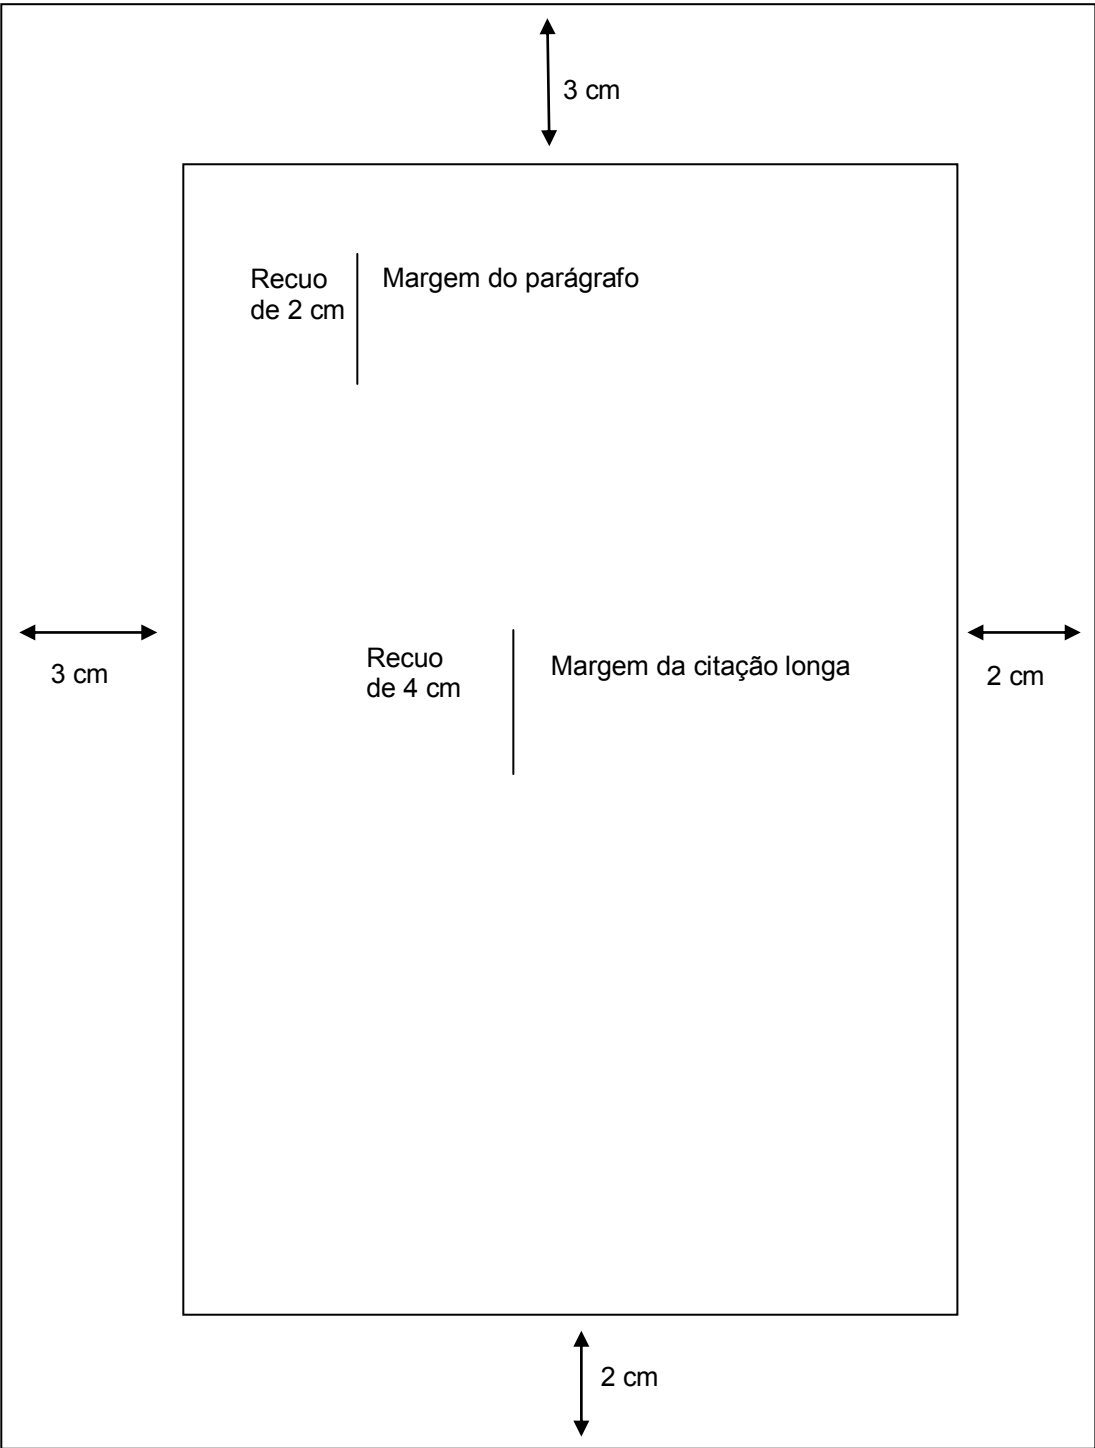 3 cm
Recuo
de 2 cm
Margem do parágrafo
3 cm
Recuo
de 4 cm
Margem da citação longa
2 cm
2 cm